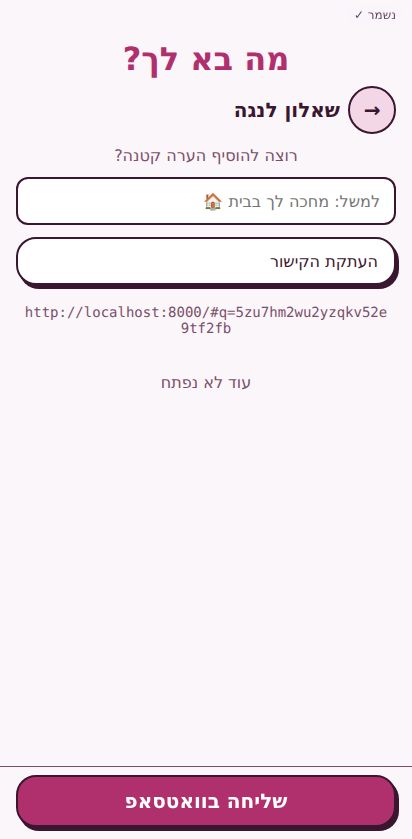 נשמר ✓
מה בא לך?
→ שאלון לנגה
רוצה להוסיף הערה קטנה?
למשל: מחכה לך בבית 🏠
העתקת הקישור
http://localhost:8000/#q=5zu7hm2wu2yzqkv52e
9tf2fb
עוד לא נפתח
שליחה בוואטסאפ